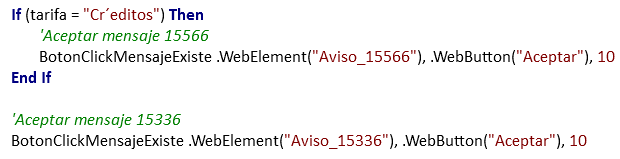 If (tarifa = "Cr´editos") Then
'Aceptar mensaje 15566
BotonClickMensajeExiste .WebElement("Aviso_15566"), .WebButton("Aceptar"), 10
End If
'Aceptar mensaje 15336
BotonClickMensajeExiste .WebElement("Aviso_15336"), .WebButton("Aceptar"), 10